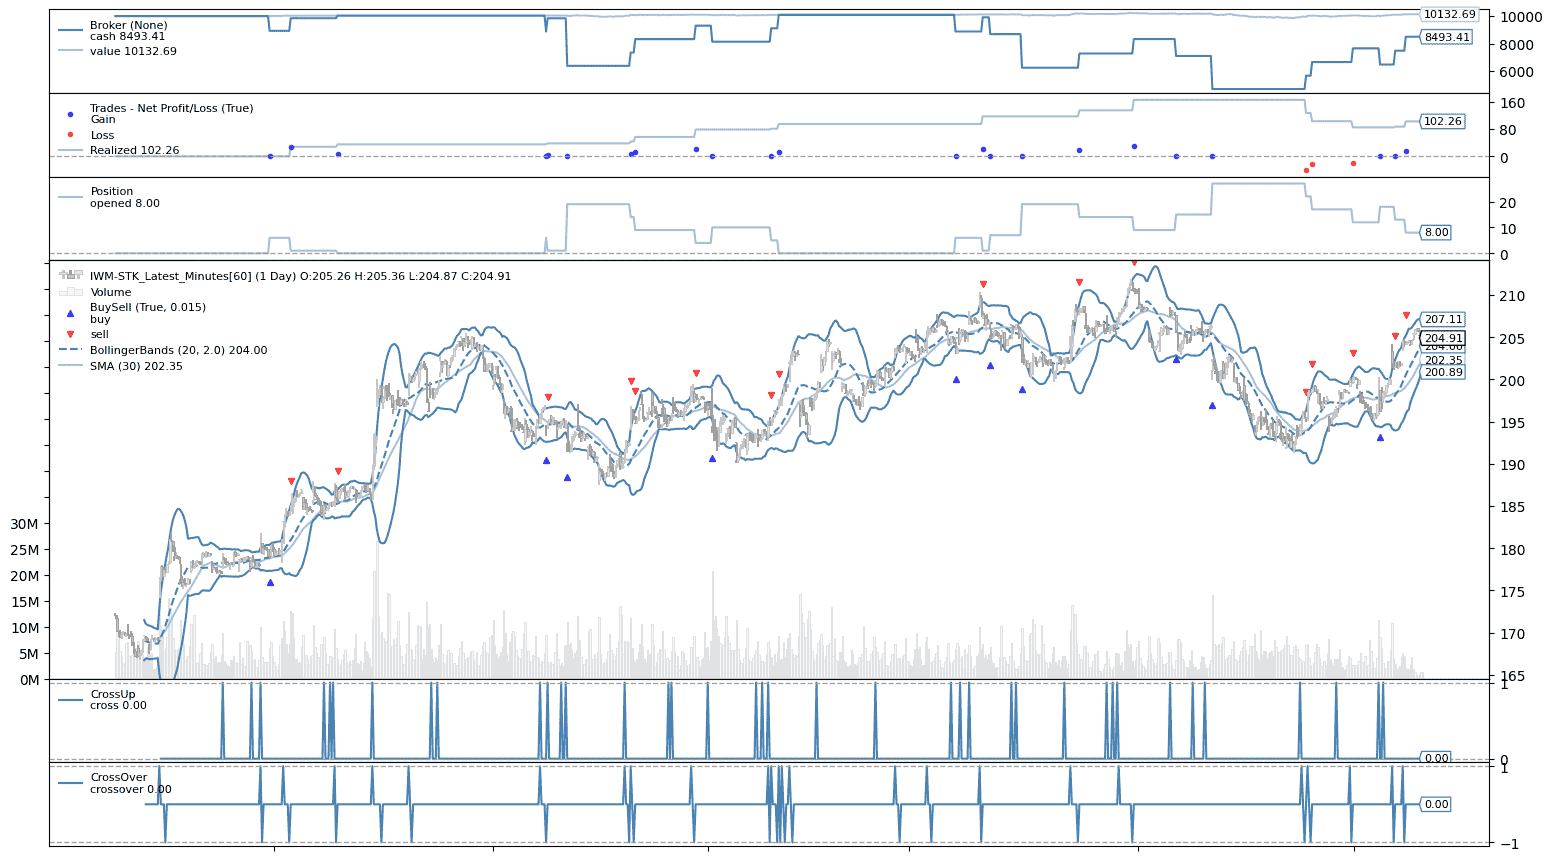 Broker (None)
cash 8493.41
value 10132.69
10132.69
10000
8493.41
8000
6000
Trades - Net Profit/Loss (True)
Gain
Loss
Realized 102.26
160
102.26
80
0
Position
opened 8.00
20
10
8.00
0
IWM-STK_Latest_Minutes[60] (1 Day) O:205.26 H:205.36 L:204.87 C:204.91
Volume
BuySell (True, 0.015)
buy
sell
BollingerBands (20, 2.0) 204.00
SMA (30) 202.35
210
207.11
205
204.91
204.00
202.35
200.89
200
195
190
185
180
175
170
165
30M
25M
20M
15M
10M
5M
0M
CrossUp
cross 0.00
1
0.00
0
CrossOver
crossover 0.00
1
0.00
−1